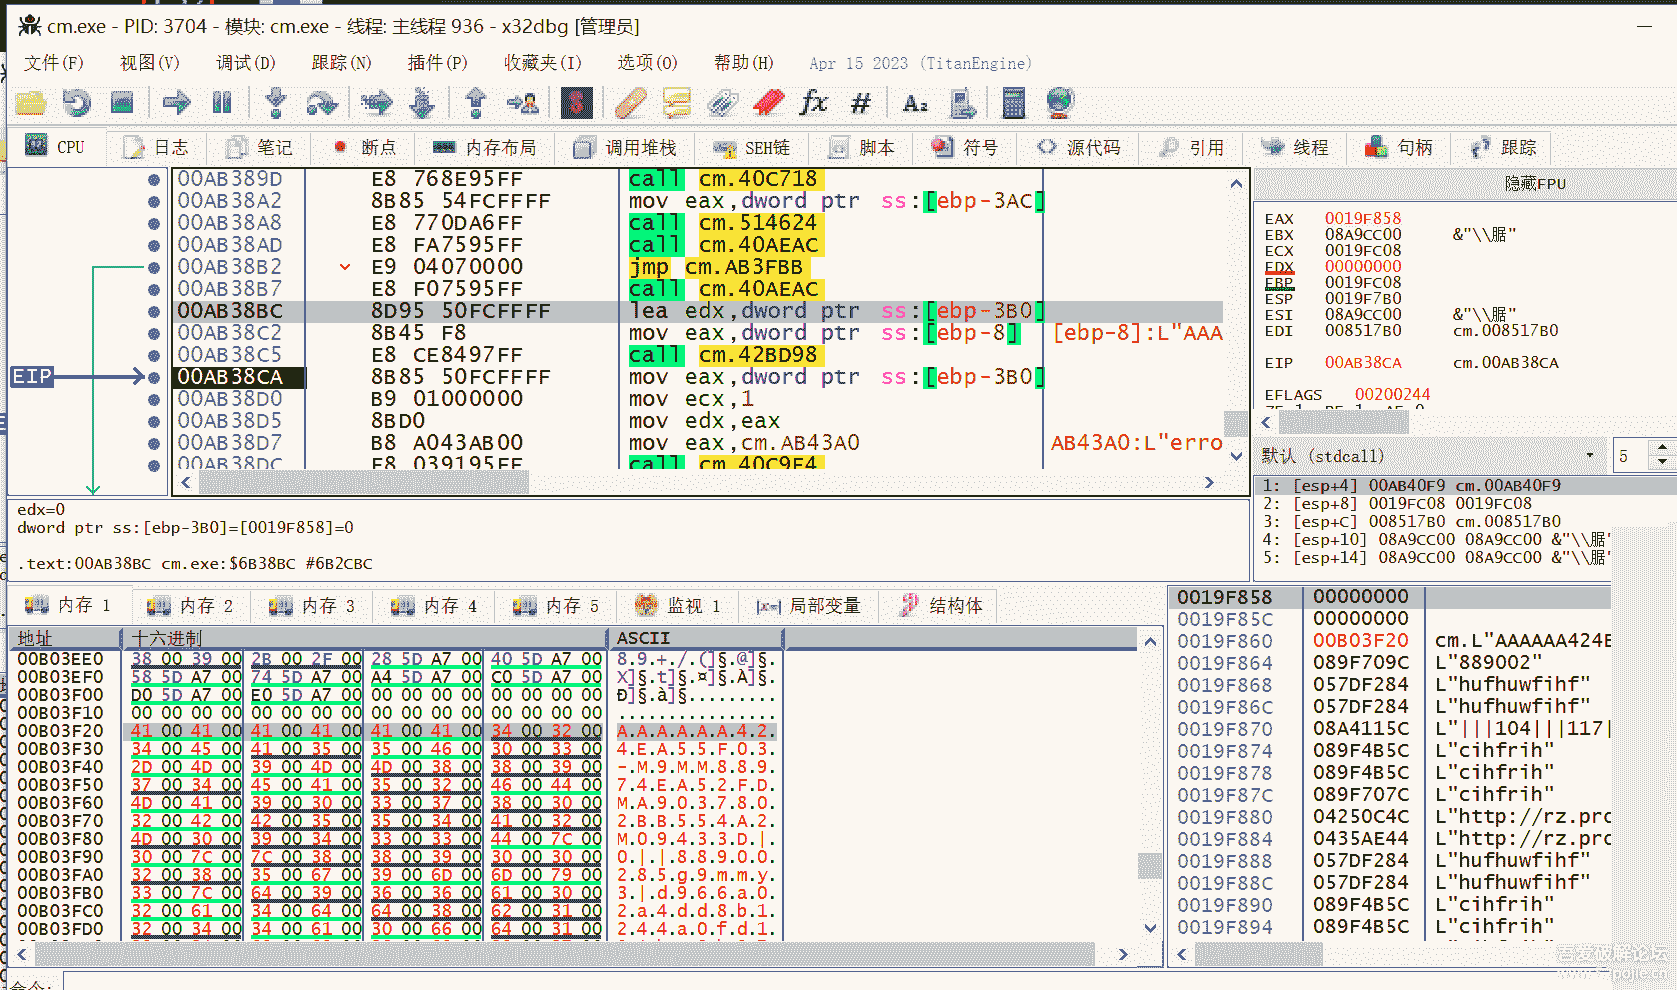 cm.exe - PID: 3704 - 模块: cm.exe - 线程: 主线程 936 - x32dbg [管理员]
文件(F) 视图(V) 调试(D) 跟踪(N) 插件(P) 收藏夹(I) 选项(O) 帮助(H) Apr 15 2023 (TitanEngine)
CPU 日志 笔记 断点 内存布局 调用堆栈 SEH链 脚本 符号 源代码 引用 线程 句柄 跟踪
00AB389D E8 768E95FF call cm.40C718
00AB38A2 8B85 54FCFFFF mov eax,dword ptr ss:[ebp-3AC]
00AB38A8 E8 770DA6FF call cm.514624
00AB38AD E8 FA7595FF call cm.40AEAC
00AB38B2 E9 04070000 jmp cm.AB3FBB
00AB38B7 E8 F07595FF call cm.40AEAC
00AB38BC 8D95 50FCFFFF lea edx,dword ptr ss:[ebp-3B0]
00AB38C2 8B45 F8 mov eax,dword ptr ss:[ebp-8] [ebp-8]:L"AAA
00AB38C5 E8 CE8497FF call cm.42BD98
EIP 00AB38CA 8B85 50FCFFFF mov eax,dword ptr ss:[ebp-3B0]
00AB38D0 B9 01000000 mov ecx,1
00AB38D5 8BD0 mov edx,eax
00AB38D7 B8 A043AB00 mov eax,cm.AB43A0 AB43A0:L"erro
00AB38DC E8 039195FF call cm.40C9E4
隐藏FPU
EAX 0019F858
EBX 08A9CC00 &"\\腒"
ECX 0019FC08
EDX 00000000
EBP 0019FC08
ESP 0019F7B0
ESI 08A9CC00 &"\\腒"
EDI 008517B0 cm.008517B0
EIP 00AB38CA cm.00AB38CA
EFLAGS 00200244
默认 (stdcall) 5
1: [esp+4] 00AB40F9 cm.00AB40F9
2: [esp+8] 0019FC08 0019FC08
3: [esp+C] 008517B0 cm.008517B0
4: [esp+10] 08A9CC00 08A9CC00 &"\\腒"
5: [esp+14] 08A9CC00 08A9CC00 &"\\腒"
edx=0
dword ptr ss:[ebp-3B0]=[0019F858]=0
.text:00AB38BC cm.exe:$6B38BC #6B2CBC
内存 1 内存 2 内存 3 内存 4 内存 5 监视 1 局部变量 结构体
地址 十六进制 ASCII
00B03EE0 38 00 39 00 2B 00 2F 00 28 5D A7 00 40 5D A7 00 8.9.+./.(]§.@]§.
00B03EF0 58 5D A7 00 74 5D A7 00 A4 5D A7 00 C0 5D A7 00 X]§.t]§.¤]§.À]§.
00B03F00 D0 5D A7 00 E0 5D A7 00 00 00 00 00 00 00 00 00 Ð]§.à]§.........
00B03F10 00 00 00 00 00 00 00 00 00 00 00 00 00 00 00 00 ................
00B03F20 41 00 41 00 41 00 41 00 41 00 41 00 34 00 32 00 A.A.A.A.A.A.4.2.
00B03F30 34 00 45 00 41 00 35 00 35 00 46 00 30 00 33 00 4.E.A.5.5.F.0.3.
00B03F40 2D 00 4D 00 39 00 4D 00 4D 00 38 00 38 00 39 00 -.M.9.M.M.8.8.9.
00B03F50 37 00 34 00 45 00 41 00 35 00 32 00 46 00 44 00 7.4.E.A.5.2.F.D.
00B03F60 4D 00 41 00 39 00 30 00 33 00 37 00 38 00 30 00 M.A.9.0.3.7.8.0.
00B03F70 32 00 42 00 42 00 35 00 35 00 34 00 41 00 32 00 2.B.B.5.5.4.A.2.
00B03F80 4D 00 30 00 39 00 34 00 33 00 33 00 44 00 7C 00 M.0.9.4.3.3.D.|.
00B03F90 30 00 7C 00 7C 00 38 00 38 00 39 00 30 00 30 00 0.|.|.8.8.9.0.0.
00B03FA0 32 00 38 00 35 00 67 00 39 00 6D 00 6D 00 79 00 2.8.5.g.9.m.m.y.
00B03FB0 33 00 7C 00 64 00 39 00 36 00 36 00 61 00 30 00 3.|.d.9.6.6.a.0.
00B03FC0 32 00 61 00 34 00 64 00 64 00 38 00 62 00 31 00 2.a.4.d.d.8.b.1.
00B03FD0 32 00 34 00 34 00 61 00 30 00 66 00 64 00 31 00 2.4.4.a.0.f.d.1.
0019F858 00000000
0019F85C 00000000
0019F860 00B03F20 cm.L"AAAAAA424E
0019F864 089F709C L"889002"
0019F868 057DF284 L"hufhuwfihf"
0019F86C 057DF284 L"hufhuwfihf"
0019F870 08A4115C L"|||104|||117|
0019F874 089F4B5C L"cihfrih"
0019F878 089F4B5C L"cihfrih"
0019F87C 089F707C L"cihfrih"
0019F880 04250C4C L"http://rz.prc
0019F884 0435AE44 L"http://rz.prc
0019F888 057DF284 L"hufhuwfihf"
0019F88C 057DF284 L"hufhuwfihf"
0019F890 089F4B5C L"cihfrih"
0019F894 089F4B5C L"cihfrih"
命令:
吾爱破解论坛
www.52pojie.cn